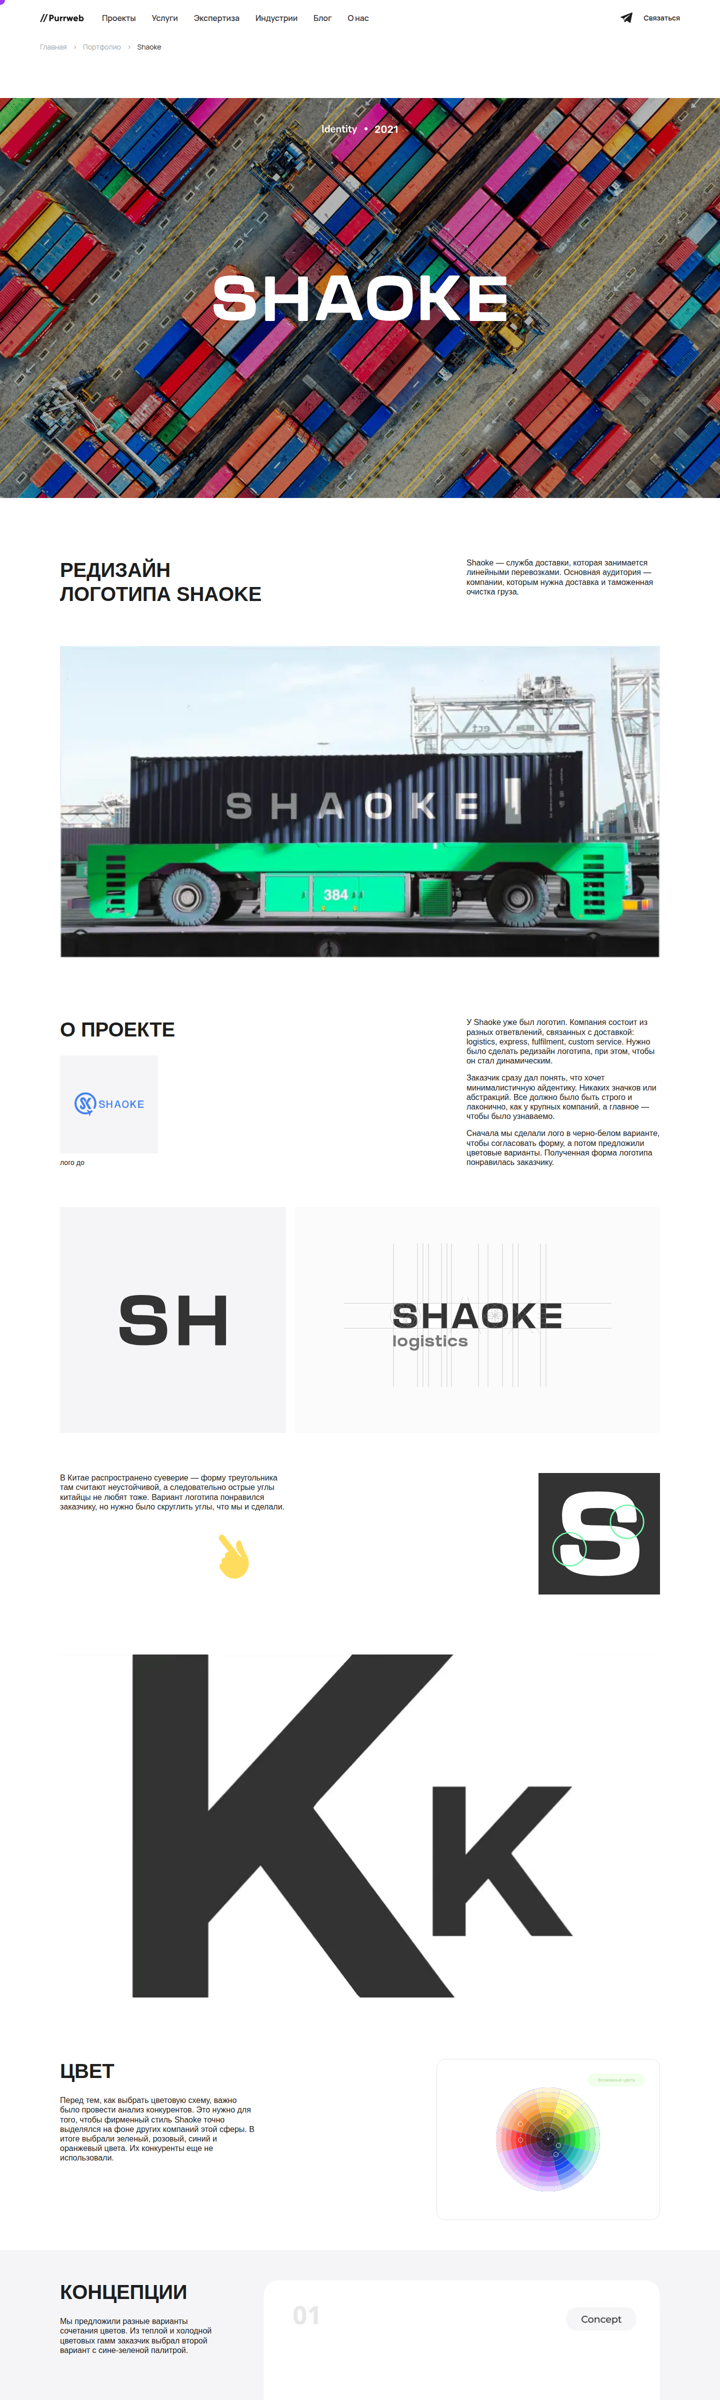 //Purrweb Проекты Услуги Экспертиза Индустрии Блог О нас Связаться
Главная › Портфолио › Shaoke
Identity • 2021
SHAOKE
РЕДИЗАЙН
ЛОГОТИПА SHAOKE
Shaoke — служба доставки, которая занимается
линейными перевозками. Основная аудитория —
компании, которым нужна доставка и таможенная
очистка груза.
SHAOKE
384
О ПРОЕКТЕ
SHAOKE
лого до
У Shaoke уже был логотип. Компания состоит из
разных ответвлений, связанных с доставкой:
logistics, express, fulfilment, custom service. Нужно
было сделать редизайн логотипа, при этом, чтобы
он стал динамическим.
Заказчик сразу дал понять, что хочет
минималистичную айдентику. Никаких значков или
абстракций. Все должно было быть строго и
лаконично, как у крупных компаний, а главное —
чтобы было узнаваемо.
Сначала мы сделали лого в черно-белом варианте,
чтобы согласовать форму, а потом предложили
цветовые варианты. Полученная форма логотипа
понравилась заказчику.
SH
SHAOKE
logistics
В Китае распространено суеверие — форму треугольника
там считают неустойчивой, а следовательно острые углы
китайцы не любят тоже. Вариант логотипа понравился
заказчику, но нужно было скруглить углы, что мы и сделали.
S
K K
ЦВЕТ
Перед тем, как выбрать цветовую схему, важно
было провести анализ конкурентов. Это нужно для
того, чтобы фирменный стиль Shaoke точно
выделялся на фоне других компаний этой сферы. В
итоге выбрали зеленый, розовый, синий и
оранжевый цвета. Их конкуренты еще не
использовали.
КОНЦЕПЦИИ
Мы предложили разные варианты
сочетания цветов. Из теплой и холодной
цветовых гамм заказчик выбрал второй
вариант с сине-зеленой палитрой.
01
Concept